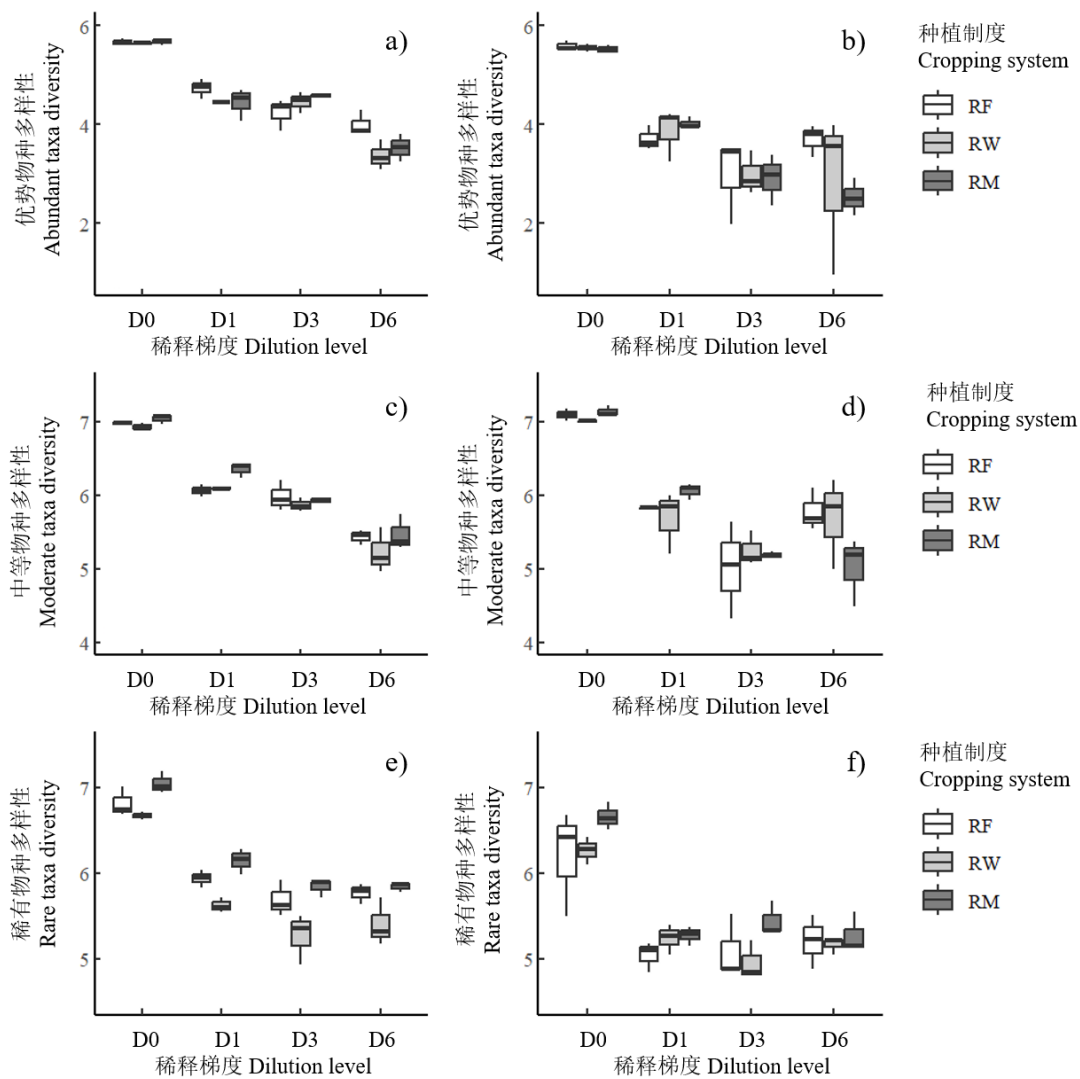 a)
优势物种多样性
Abundant taxa diversity
6
4
2
D0 D1 D3 D6
稀释梯度 Dilution level
b)
优势物种多样性
Abundant taxa diversity
6
4
2
D0 D1 D3 D6
稀释梯度 Dilution level
种植制度
Cropping system
RF
RW
RM
c)
中等物种多样性
Moderate taxa diversity
7
6
5
4
D0 D1 D3 D6
稀释梯度 Dilution level
d)
中等物种多样性
Moderate taxa diversity
7
6
5
4
D0 D1 D3 D6
稀释梯度 Dilution level
种植制度
Cropping system
RF
RW
RM
e)
稀有物种多样性
Rare taxa diversity
7
6
5
D0 D1 D3 D6
稀释梯度 Dilution level
f)
稀有物种多样性
Rare taxa diversity
7
6
5
D0 D1 D3 D6
稀释梯度 Dilution level
种植制度
Cropping system
RF
RW
RM